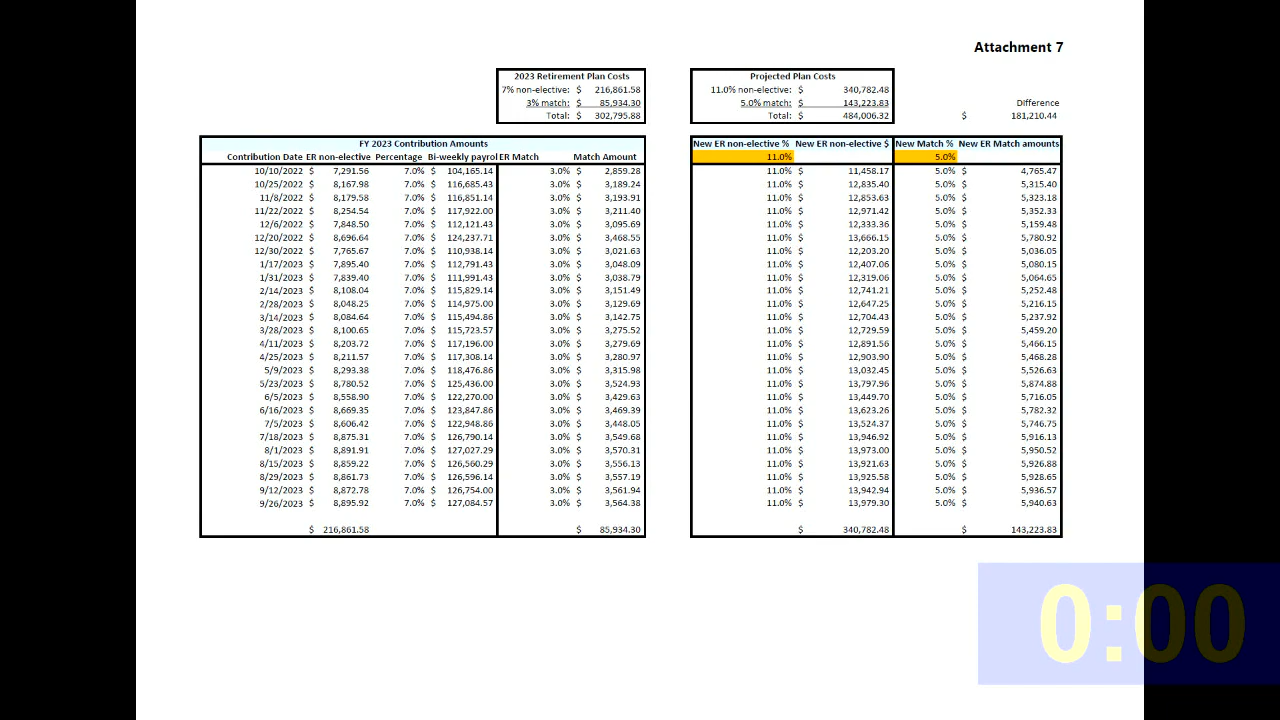 Attachment 7
2023 Retirement Plan Costs Projected Plan Costs
7% non-elective: $ 216,861.58 11.0% non-elective: $ 340,782.48
3% match: $ 85,934.30 5.0% match: $ 143,223.83 Difference
Total: $ 302,795.88 Total: $ 484,006.32 $ 181,210.44
FY 2023 Contribution Amounts New ER non-elective % New ER non-elective $ New Match % New ER Match amounts
Contribution Date ER non-elective Percentage Bi-weekly payrol ER Match Match Amount 11.0% 5.0%
10/10/2022 $ 7,291.56 7.0% $ 104,165.14 3.0% $ 2,859.28 11.0% $ 11,458.17 5.0% $ 4,765.47
10/25/2022 $ 8,167.98 7.0% $ 116,685.43 3.0% $ 3,189.24 11.0% $ 12,835.40 5.0% $ 5,315.40
11/8/2022 $ 8,179.58 7.0% $ 116,851.14 3.0% $ 3,193.91 11.0% $ 12,853.63 5.0% $ 5,323.18
11/22/2022 $ 8,254.54 7.0% $ 117,922.00 3.0% $ 3,211.40 11.0% $ 12,971.42 5.0% $ 5,352.33
12/6/2022 $ 7,848.50 7.0% $ 112,121.43 3.0% $ 3,095.69 11.0% $ 12,333.36 5.0% $ 5,159.48
12/20/2022 $ 8,696.64 7.0% $ 124,237.71 3.0% $ 3,468.55 11.0% $ 13,666.15 5.0% $ 5,780.92
12/30/2022 $ 7,765.67 7.0% $ 110,938.14 3.0% $ 3,021.63 11.0% $ 12,203.20 5.0% $ 5,036.05
1/17/2023 $ 7,895.40 7.0% $ 112,791.43 3.0% $ 3,048.09 11.0% $ 12,407.06 5.0% $ 5,080.15
1/31/2023 $ 7,839.40 7.0% $ 111,991.43 3.0% $ 3,038.79 11.0% $ 12,319.06 5.0% $ 5,064.65
2/14/2023 $ 8,108.04 7.0% $ 115,829.14 3.0% $ 3,151.49 11.0% $ 12,741.21 5.0% $ 5,252.48
2/28/2023 $ 8,048.25 7.0% $ 114,975.00 3.0% $ 3,129.69 11.0% $ 12,647.25 5.0% $ 5,216.15
3/14/2023 $ 8,084.64 7.0% $ 115,494.86 3.0% $ 3,142.75 11.0% $ 12,704.43 5.0% $ 5,237.92
3/28/2023 $ 8,100.65 7.0% $ 115,723.57 3.0% $ 3,275.52 11.0% $ 12,729.59 5.0% $ 5,459.20
4/11/2023 $ 8,203.72 7.0% $ 117,196.00 3.0% $ 3,279.69 11.0% $ 12,891.56 5.0% $ 5,466.15
4/25/2023 $ 8,211.57 7.0% $ 117,308.14 3.0% $ 3,280.97 11.0% $ 12,903.90 5.0% $ 5,468.28
5/9/2023 $ 8,293.38 7.0% $ 118,476.86 3.0% $ 3,315.98 11.0% $ 13,032.45 5.0% $ 5,526.63
5/23/2023 $ 8,780.52 7.0% $ 125,436.00 3.0% $ 3,524.93 11.0% $ 13,797.96 5.0% $ 5,874.88
6/5/2023 $ 8,558.90 7.0% $ 122,270.00 3.0% $ 3,429.63 11.0% $ 13,449.70 5.0% $ 5,716.05
6/16/2023 $ 8,669.35 7.0% $ 123,847.86 3.0% $ 3,469.39 11.0% $ 13,623.26 5.0% $ 5,782.32
7/5/2023 $ 8,606.42 7.0% $ 122,948.86 3.0% $ 3,448.05 11.0% $ 13,524.37 5.0% $ 5,746.75
7/18/2023 $ 8,875.31 7.0% $ 126,790.14 3.0% $ 3,549.68 11.0% $ 13,946.92 5.0% $ 5,916.13
8/1/2023 $ 8,891.91 7.0% $ 127,027.29 3.0% $ 3,570.31 11.0% $ 13,973.00 5.0% $ 5,950.52
8/15/2023 $ 8,859.22 7.0% $ 126,560.29 3.0% $ 3,556.13 11.0% $ 13,921.63 5.0% $ 5,926.88
8/29/2023 $ 8,861.73 7.0% $ 126,596.14 3.0% $ 3,557.19 11.0% $ 13,925.58 5.0% $ 5,928.65
9/12/2023 $ 8,872.78 7.0% $ 126,754.00 3.0% $ 3,561.94 11.0% $ 13,942.94 5.0% $ 5,936.57
9/26/2023 $ 8,895.92 7.0% $ 127,084.57 3.0% $ 3,564.38 11.0% $ 13,979.30 5.0% $ 5,940.63
$ 216,861.58 $ 85,934.30 $ 340,782.48 $ 143,223.83
0:00